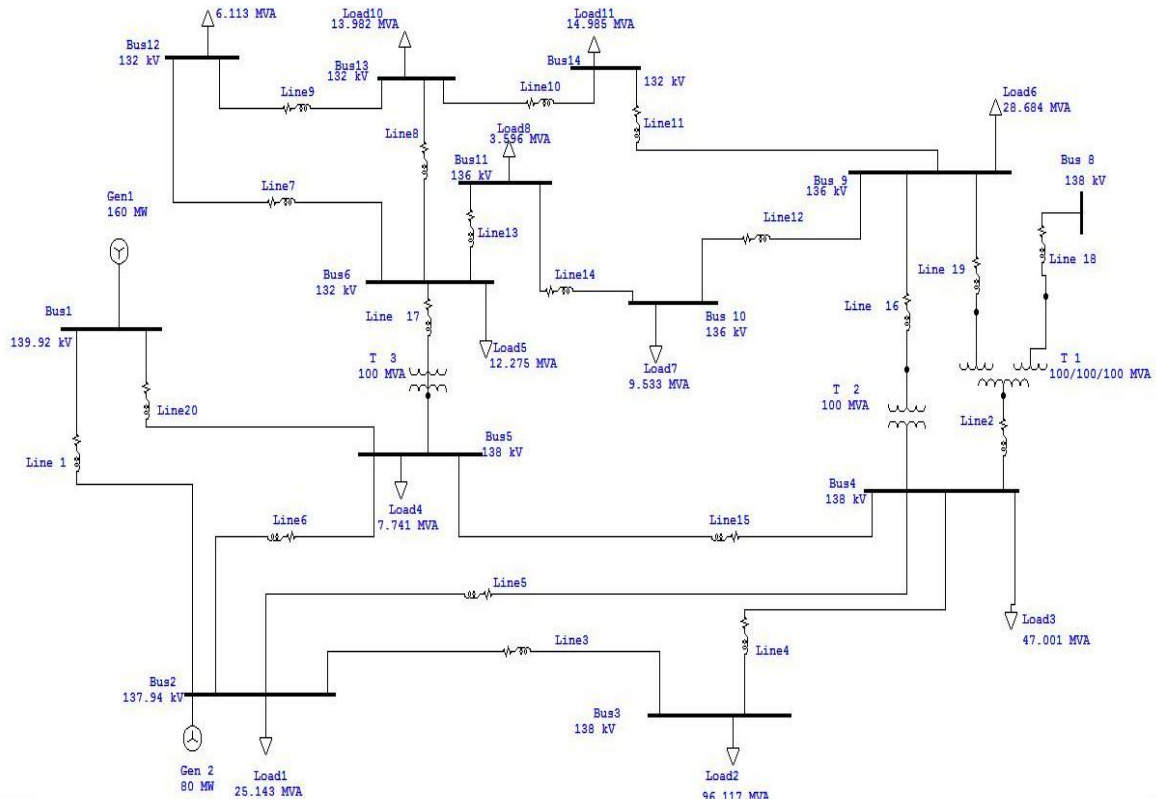 6.113 MVA
Bus12
132 kV
Load10
13.982 MVA
Bus13
132 kV
Load11
14.985 MVA
Bus14
132 kV
Line9
Line10
Line8
Line11
Load6
28.684 MVA
Load8
3.596 MVA
Bus11
136 kV
Bus 9
136 kV
Bus 8
138 kV
Gen1
160 MW
Line7
Line13
Line12
Line 18
Line 19
Line14
Line 16
Bus6
132 kV
Line 17
Bus 10
136 kV
Bus1
139.92 kV
Load5
12.275 MVA
T 3
100 MVA
Load7
9.533 MVA
T 1
100/100/100 MVA
T 2
100 MVA
Line20
Line2
Line 1
Bus5
138 kV
Bus4
138 kV
Load4
7.741 MVA
Line6
Line15
Line5
Load3
47.001 MVA
Line3
Line4
Bus2
137.94 kV
Bus3
138 kV
Gen 2
80 MW
Load1
25.143 MVA
Load2
96.117 MVA